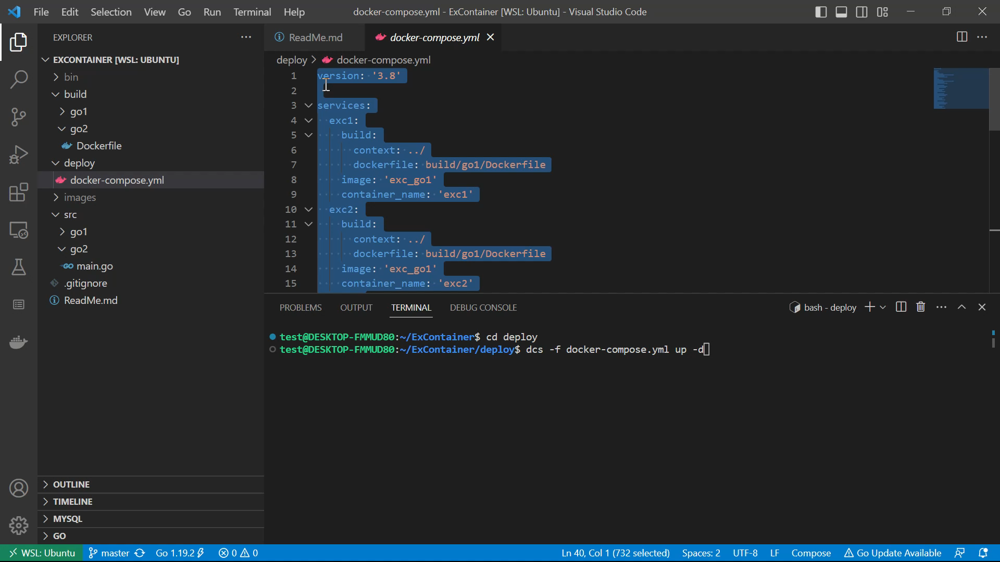 File Edit Selection View Go Run Terminal Help docker-compose.yml - ExContainer [WSL: Ubuntu] - Visual Studio Code
EXPLORER
EXCONTAINER [WSL: UBUNTU]
bin
build
go1
go2
Dockerfile
deploy
docker-compose.yml
images
src
go1
go2
main.go
.gitignore
ReadMe.md
OUTLINE
TIMELINE
MYSQL
GO
ReadMe.md docker-compose.yml
deploy > docker-compose.yml
1 version: '3.8'
2
3 services:
4 exc1:
5 build:
6 context: ../
7 dockerfile: build/go1/Dockerfile
8 image: 'exc_go1'
9 container_name: 'exc1'
10 exc2:
11 build:
12 context: ../
13 dockerfile: build/go1/Dockerfile
14 image: 'exc_go1'
15 container_name: 'exc2'
PROBLEMS OUTPUT TERMINAL DEBUG CONSOLE bash - deploy
test@DESKTOP-FMMUD80:~/ExContainer$ cd deploy
test@DESKTOP-FMMUD80:~/ExContainer/deploy$ dcs -f docker-compose.yml up -d
WSL: Ubuntu master Go 1.19.2 0 0 Ln 40, Col 1 (732 selected) Spaces: 2 UTF-8 LF Compose Go Update Available